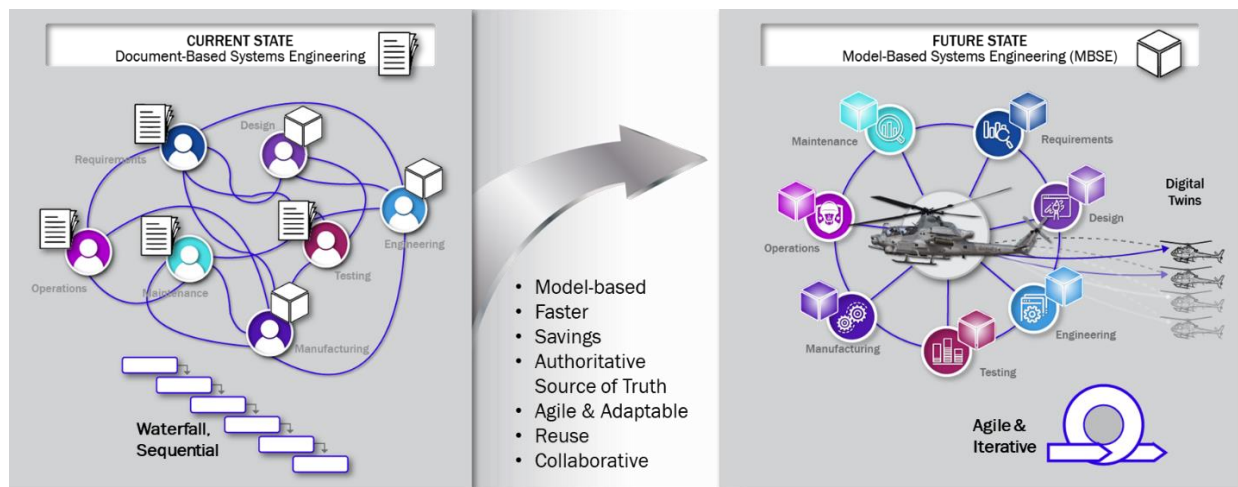 CURRENT STATE
Document-Based Systems Engineering
Design
Requirements
Engineering
Testing
Operations
Maintenance
Manufacturing
Waterfall,
Sequential
• Model-based
• Faster
• Savings
• Authoritative
Source of Truth
• Agile & Adaptable
• Reuse
• Collaborative
FUTURE STATE
Model-Based Systems Engineering (MBSE)
Maintenance
Requirements
Digital
Twins
Design
Operations
Engineering
Manufacturing
Testing
Agile &
Iterative